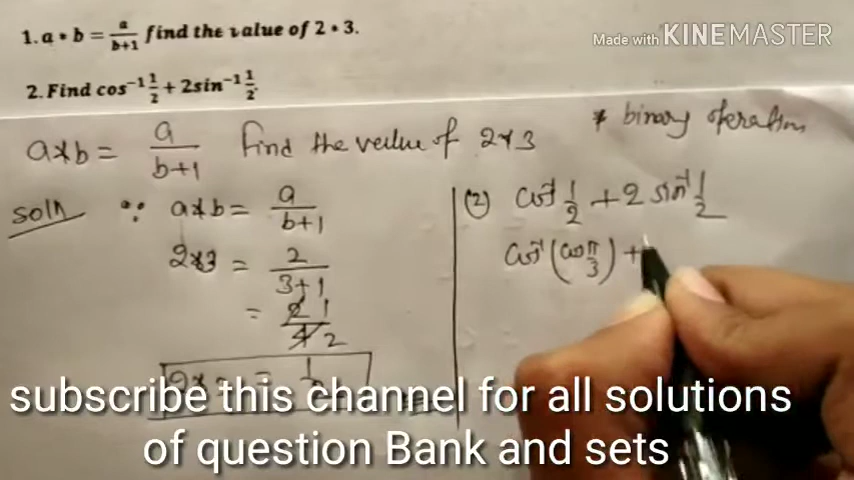 Made with KINEMASTER
1. a * b = a/(b+1) find the value of 2 * 3.
2. Find cos⁻¹ 1/2 + 2sin⁻¹ 1/2.
a*b = a/(b+1) find the value of 2*3
* binary operation
Soln ∵ a*b = a/(b+1)
2*3 = 2/(3+1)
= 2/4 1 2
= 1
(2) cos⁻¹ 1/2 + 2 sin⁻¹ 1/2
cos⁻¹(cos π/3) +
subscribe this channel for all solutions
of question Bank and sets